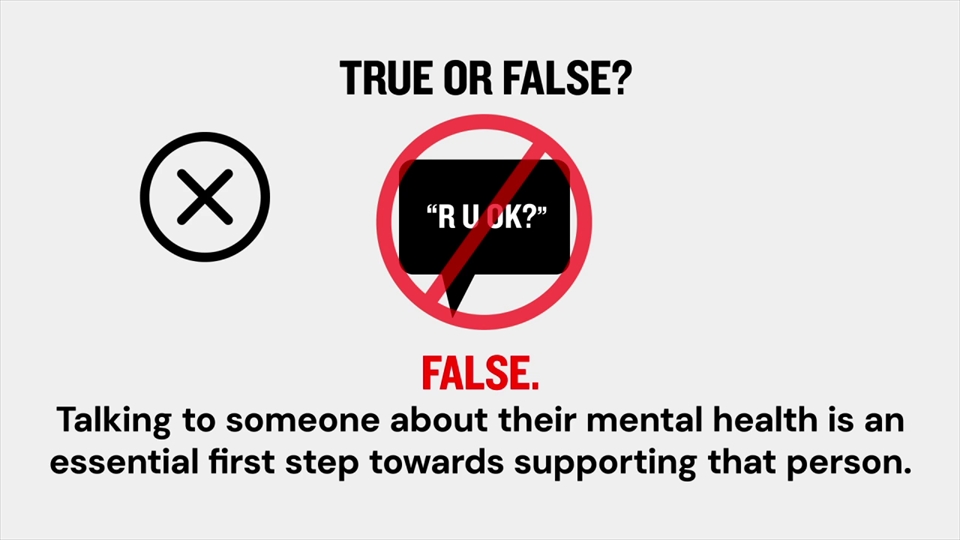 TRUE OR FALSE?
“R U OK?”
FALSE.
Talking to someone about their mental health is an
essential first step towards supporting that person.